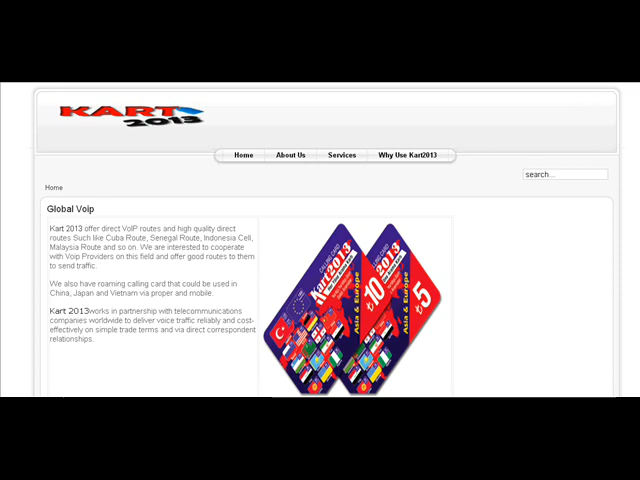 KART
2013
Home About Us Services Why Use Kart2013
search...
Home
Global Voip
Kart 2013 offer direct VoIP routes and high quality direct
routes Such like Cuba Route, Senegal Route, Indonesia Cell,
Malaysia Route and so on. We are interested to cooperate
with Voip Providers on this field and offer good routes to them
to send traffic.
We also have roaming calling card that could be used in
China, Japan and Vietnam via proper and mobile.
Kart 2013works in partnership with telecommunications
companies worldwide to deliver voice traffic reliably and cost-
effectively on simple trade terms and via direct correspondent
relationships.
CALLING CARD
Kart2013
Asia & Europe
₺10
CALLING CARD
Kart2013
Asia & Europe
₺5